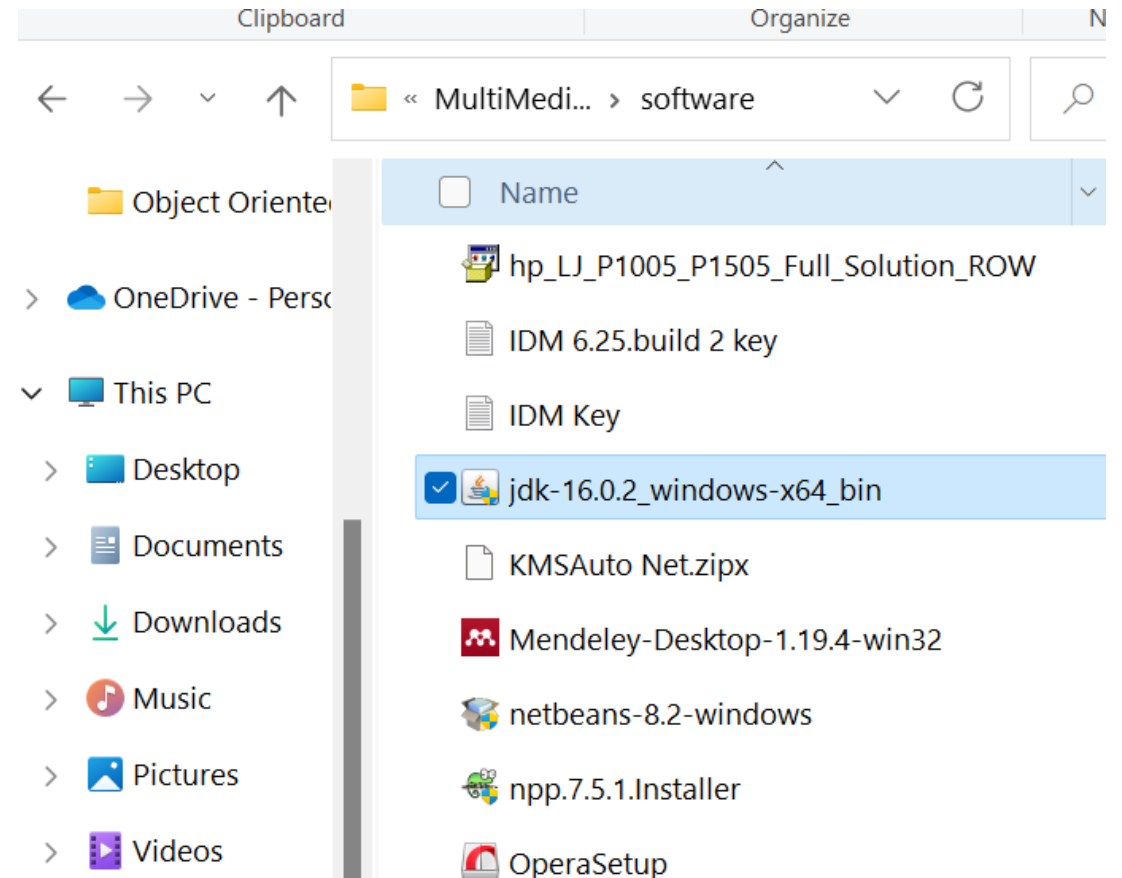 Clipboard
Organize
N
« MultiMedi... > software
Object Oriente
OneDrive - Perso
This PC
Desktop
Documents
Downloads
Music
Pictures
Videos
Name
hp_LJ_P1005_P1505_Full_Solution_ROW
IDM 6.25.build 2 key
IDM Key
jdk-16.0.2_windows-x64_bin
KMSAuto Net.zipx
Mendeley-Desktop-1.19.4-win32
netbeans-8.2-windows
npp.7.5.1.Installer
OperaSetup